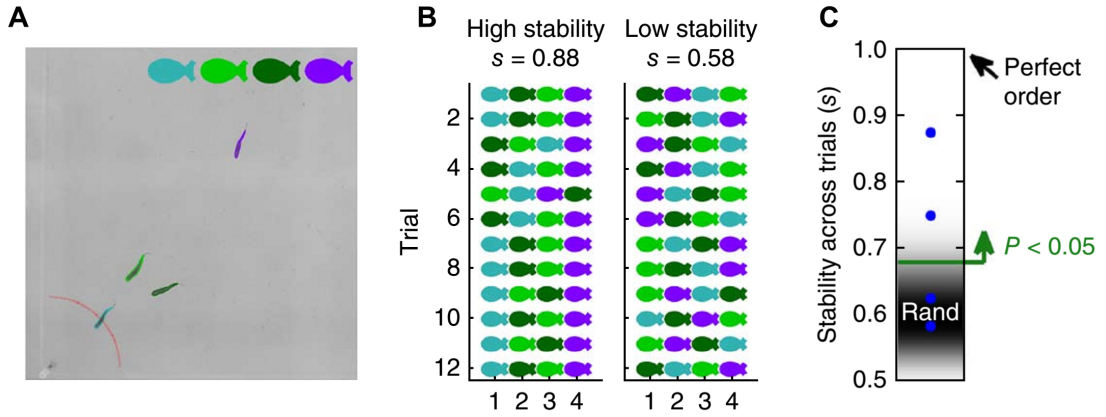 A
B
High stability
s = 0.88
Low stability
s = 0.58
Trial
2
4
6
8
10
12
1 2 3 4
1 2 3 4
C
Stability across trials (s)
1.0
0.9
0.8
0.7
0.6
0.5
Perfect
order
P < 0.05
Rand